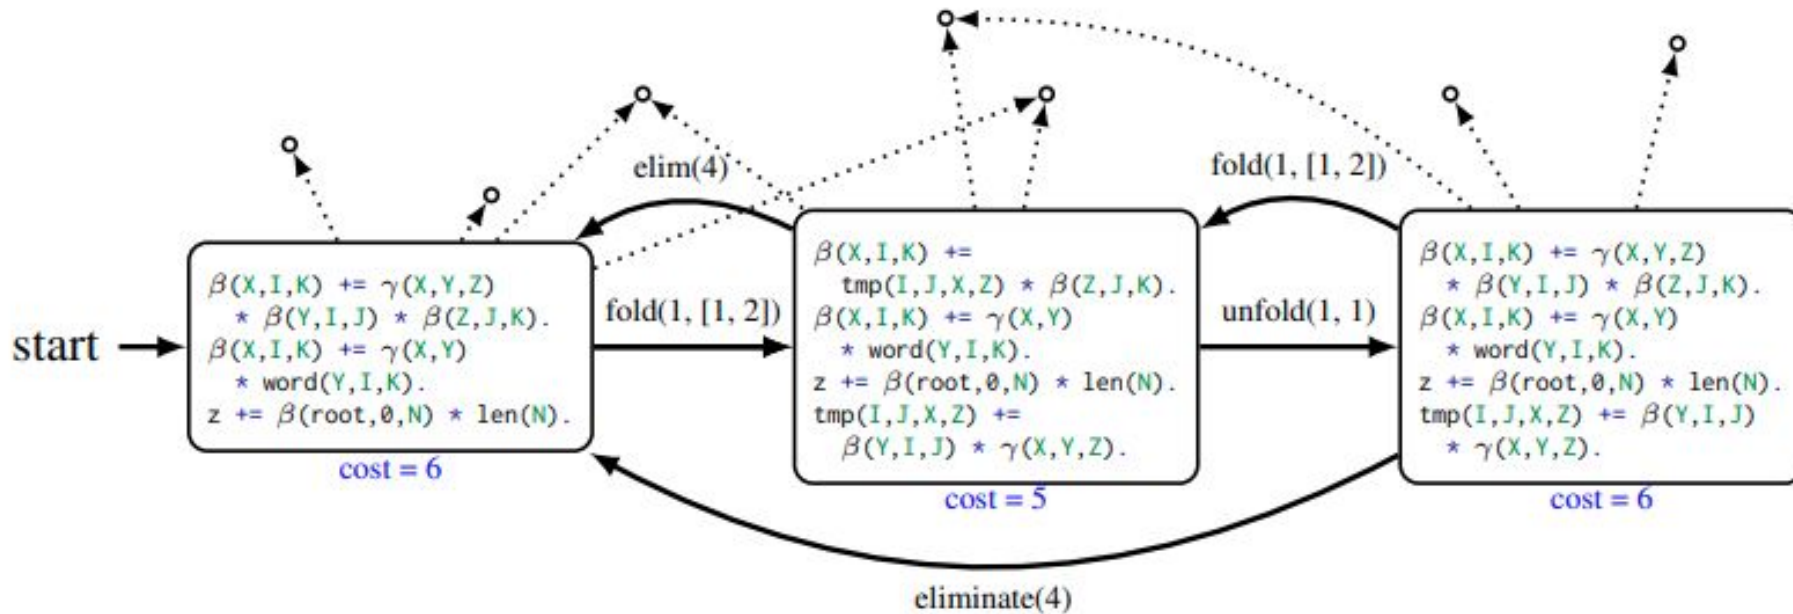 elim(4)
fold(1, [1, 2])
start
β(X,I,K) += γ(X,Y,Z)
* β(Y,I,J) * β(Z,J,K).
β(X,I,K) += γ(X,Y)
* word(Y,I,K).
z += β(root,0,N) * len(N).
cost = 6
fold(1, [1, 2])
β(X,I,K) +=
tmp(I,J,X,Z) * β(Z,J,K).
β(X,I,K) += γ(X,Y)
* word(Y,I,K).
z += β(root,0,N) * len(N).
tmp(I,J,X,Z) +=
β(Y,I,J) * γ(X,Y,Z).
cost = 5
unfold(1, 1)
β(X,I,K) += γ(X,Y,Z)
* β(Y,I,J) * β(Z,J,K).
β(X,I,K) += γ(X,Y)
* word(Y,I,K).
z += β(root,0,N) * len(N).
tmp(I,J,X,Z) += β(Y,I,J)
* γ(X,Y,Z).
cost = 6
eliminate(4)